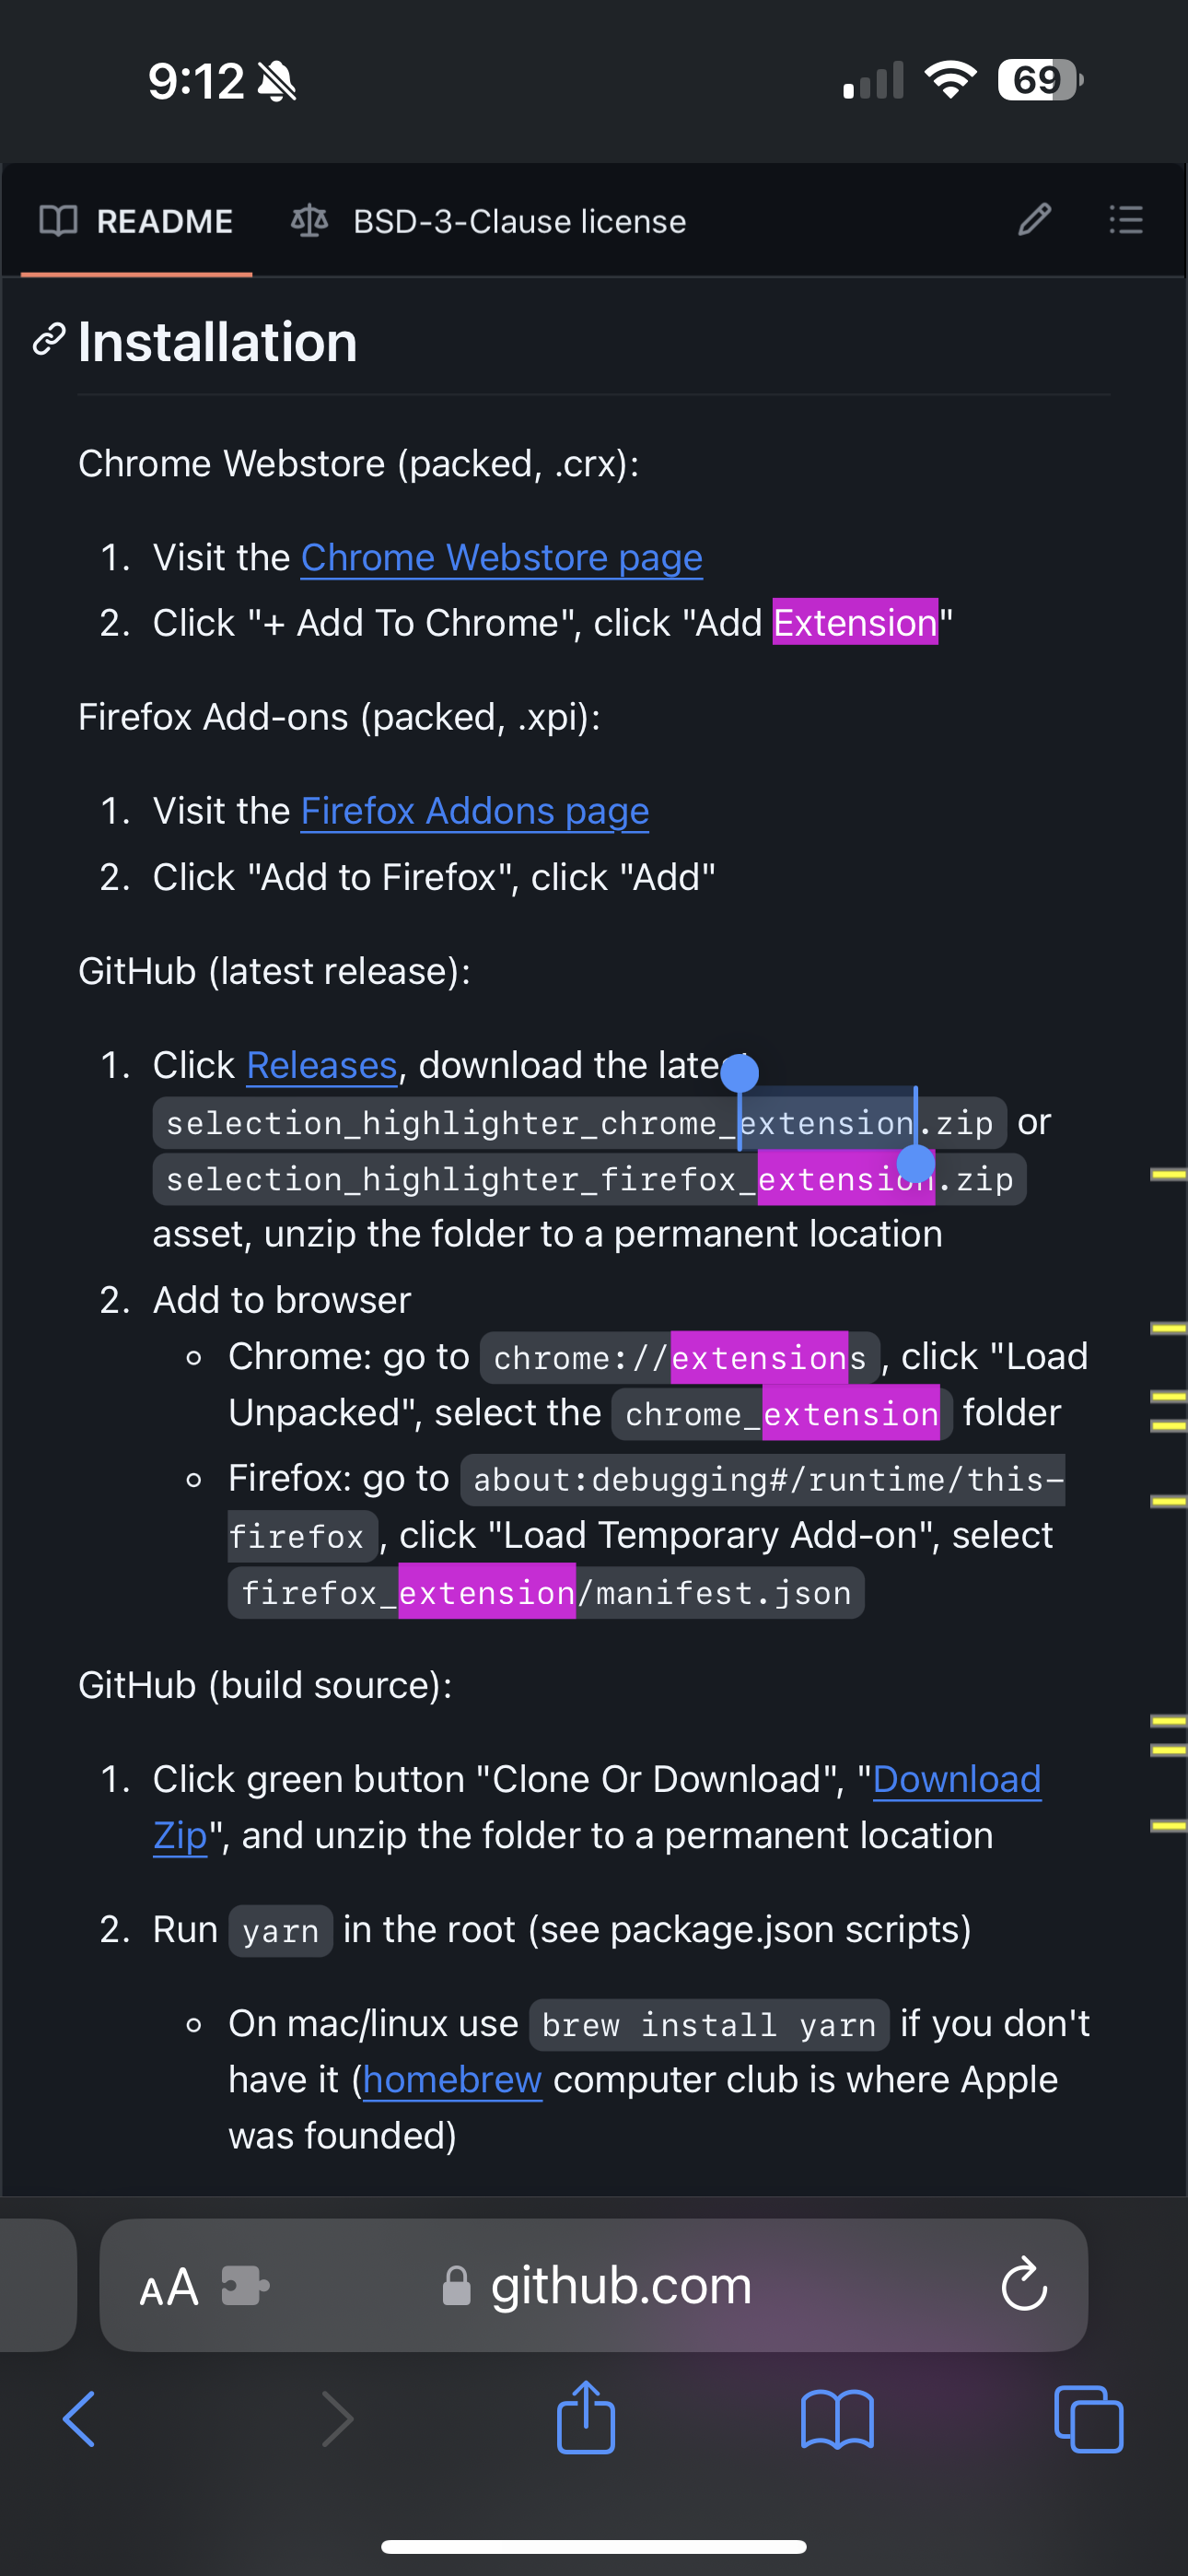 9:12
69
README
BSD-3-Clause license
Installation
Chrome Webstore (packed, .crx):
1. Visit the Chrome Webstore page
2. Click "+ Add To Chrome", click "Add Extension"
Firefox Add-ons (packed, .xpi):
1. Visit the Firefox Addons page
2. Click "Add to Firefox", click "Add"
GitHub (latest release):
1. Click Releases, download the latest
selection_highlighter_chrome_extension.zip or
selection_highlighter_firefox_extension.zip
asset, unzip the folder to a permanent location
2. Add to browser
Chrome: go to chrome://extensions, click "Load
Unpacked", select the chrome_extension folder
Firefox: go to about:debugging#/runtime/this-
firefox, click "Load Temporary Add-on", select
firefox_extension/manifest.json
GitHub (build source):
1. Click green button "Clone Or Download", "Download
Zip", and unzip the folder to a permanent location
2. Run yarn in the root (see package.json scripts)
On mac/linux use brew install yarn if you don't
have it (homebrew computer club is where Apple
was founded)
AA
github.com